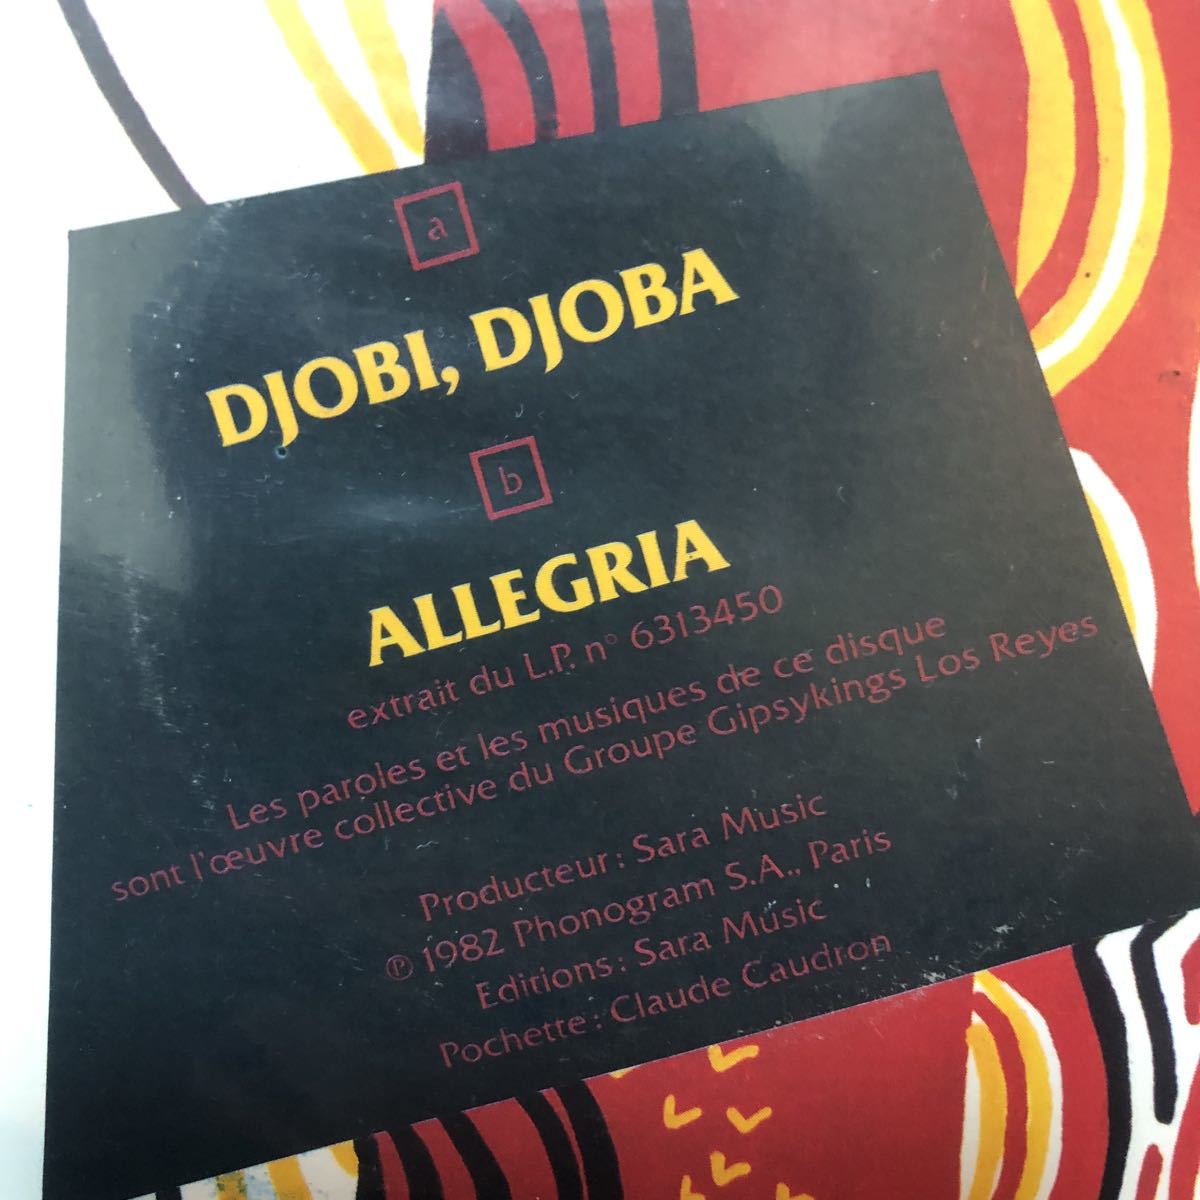 a
DJOBI, DJOBA
b
ALLEGRIA
extrait du L.P. n° 6313450
Les paroles et les musiques de ce disque
sont l'œuvre collective du Groupe Gipsykings Los Reyes
Producteur : Sara Music
℗ 1982 Phonogram S.A., Paris
Editions : Sara Music
Pochette : Claude Caudron